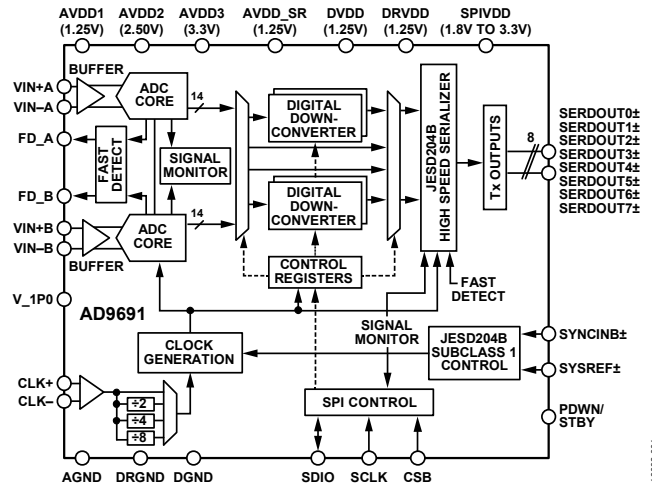 AVDD1 (1.25V)
AVDD2 (2.50V)
AVDD3 (3.3V)
AVDD_SR (1.25V)
DVDD (1.25V)
DRVDD (1.25V)
SPIVDD (1.8V TO 3.3V)
BUFFER
VIN+A
VIN–A
ADC CORE
14
FD_A
FAST DETECT
SIGNAL MONITOR
FD_B
VIN+B
VIN–B
ADC CORE
14
BUFFER
DIGITAL DOWN-CONVERTER
DIGITAL DOWN-CONVERTER
CONTROL REGISTERS
JESD204B HIGH SPEED SERIALIZER
Tx OUTPUTS
8
SERDOUT0±
SERDOUT1±
SERDOUT2±
SERDOUT3±
SERDOUT4±
SERDOUT5±
SERDOUT6±
SERDOUT7±
FAST DETECT
V_1P0
AD9691
CLOCK GENERATION
SIGNAL MONITOR
JESD204B SUBCLASS 1 CONTROL
SYNCINB±
SYSREF±
CLK+
CLK–
÷2
÷4
÷8
SPI CONTROL
PDWN/ STBY
AGND
DRGND
DGND
SDIO
SCLK
CSB